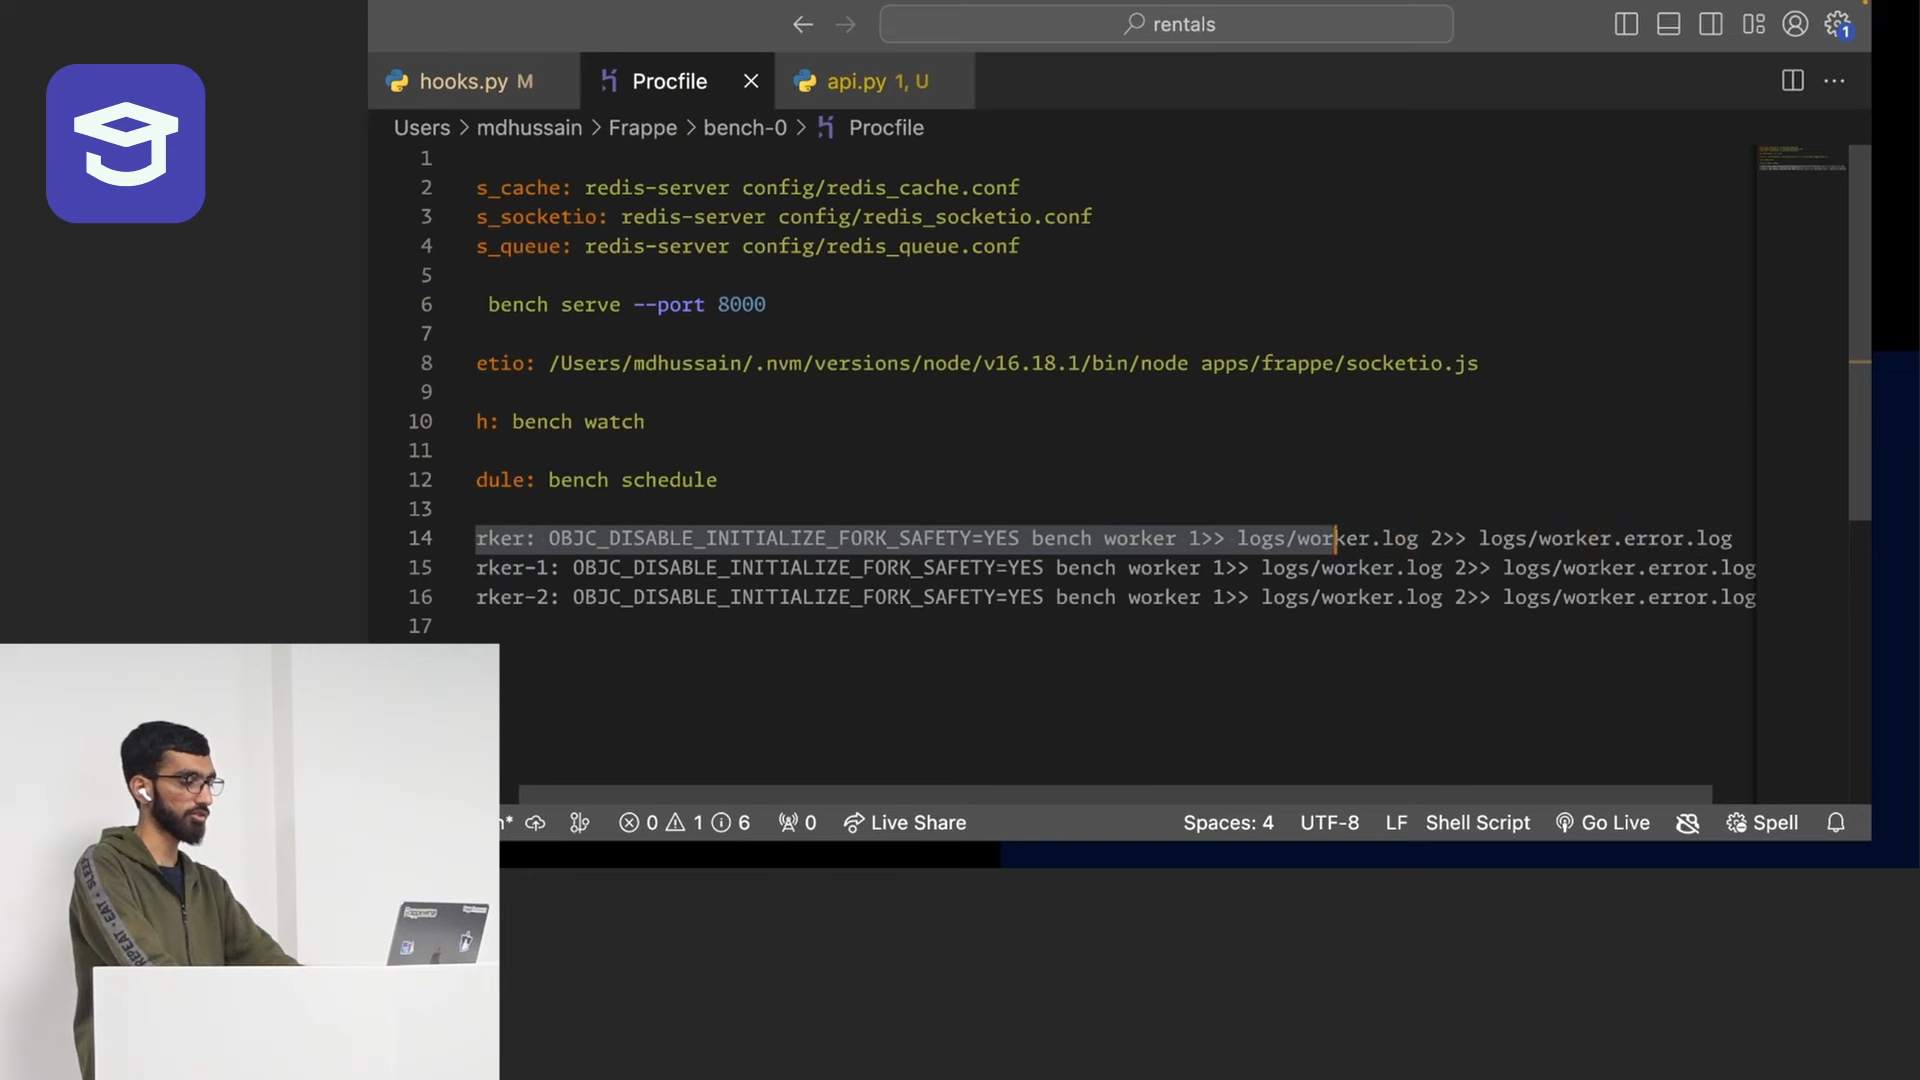 rentals
1
hooks.py M
Procfile
api.py 1, U
Users > mdhussain > Frappe > bench-0 > Procfile
1
2 s_cache: redis-server config/redis_cache.conf
3 s_socketio: redis-server config/redis_socketio.conf
4 s_queue: redis-server config/redis_queue.conf
5
6 bench serve --port 8000
7
8 etio: /Users/mdhussain/.nvm/versions/node/v16.18.1/bin/node apps/frappe/socketio.js
9
10 h: bench watch
11
12 dule: bench schedule
13
14 rker: OBJC_DISABLE_INITIALIZE_FORK_SAFETY=YES bench worker 1>> logs/worker.log 2>> logs/worker.error.log
15 rker-1: OBJC_DISABLE_INITIALIZE_FORK_SAFETY=YES bench worker 1>> logs/worker.log 2>> logs/worker.error.log
16 rker-2: OBJC_DISABLE_INITIALIZE_FORK_SAFETY=YES bench worker 1>> logs/worker.log 2>> logs/worker.error.log
17
0 1 6 0 Live Share Spaces: 4 UTF-8 LF Shell Script Go Live Spell
EAT • REPEAT